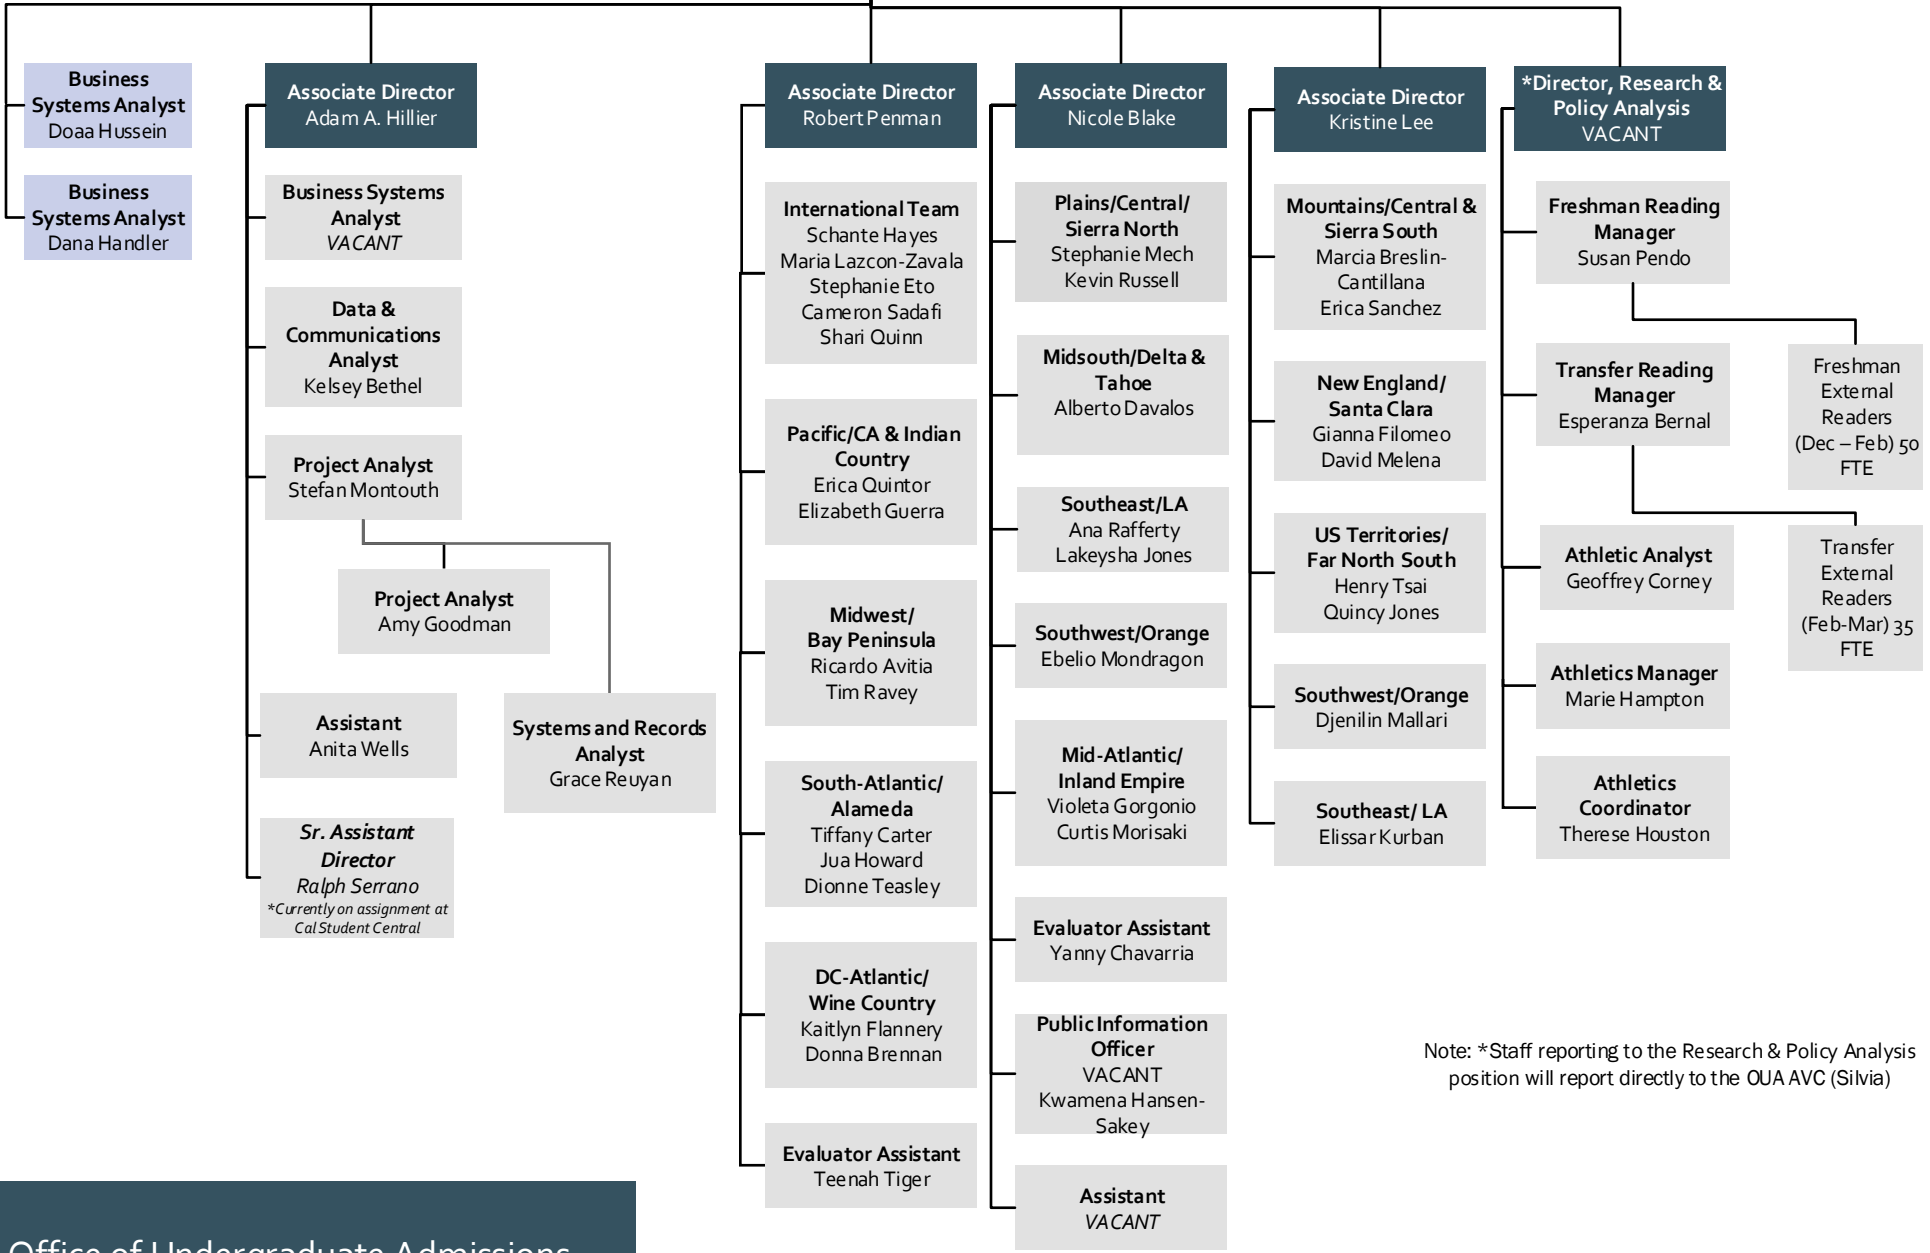 Business
Systems Analyst
Doaa Hussein
Business
Systems Analyst
Dana Handler
Associate Director
Adam A. Hillier
Business Systems
Analyst
VACANT
Data &
Communications
Analyst
Kelsey Bethel
Project Analyst
Stefan Montouth
Project Analyst
Amy Goodman
Assistant
Anita Wells
Systems and Records
Analyst
Grace Reuyan
Sr. Assistant
Director
Ralph Serrano
*Currently on assignment at
Cal Student Central
Associate Director
Robert Penman
International Team
Schante Hayes
Maria Lazcon-Zavala
Stephanie Eto
Cameron Sadafi
Shari Quinn
Pacific/CA & Indian
Country
Erica Quintor
Elizabeth Guerra
Midwest/
Bay Peninsula
Ricardo Avitia
Tim Ravey
South-Atlantic/
Alameda
Tiffany Carter
Jua Howard
Dionne Teasley
DC-Atlantic/
Wine Country
Kaitlyn Flannery
Donna Brennan
Evaluator Assistant
Teenah Tiger
Associate Director
Nicole Blake
Plains/Central/
Sierra North
Stephanie Mech
Kevin Russell
Midsouth/Delta &
Tahoe
Alberto Davalos
Southeast/LA
Ana Rafferty
Lakeysha Jones
Southwest/Orange
Ebelio Mondragon
Mid-Atlantic/
Inland Empire
Violeta Gorgonio
Curtis Morisaki
Evaluator Assistant
Yanny Chavarria
Public Information
Officer
VACANT
Kwamena Hansen-
Sakey
Assistant
VACANT
Associate Director
Kristine Lee
Mountains/Central &
Sierra South
Marcia Breslin-
Cantillana
Erica Sanchez
New England/
Santa Clara
Gianna Filomeo
David Melena
US Territories/
Far North South
Henry Tsai
Quincy Jones
Southwest/Orange
Djenilin Mallari
Southeast/ LA
Elissar Kurban
*Director, Research &
Policy Analysis
VACANT
Freshman Reading
Manager
Susan Pendo
Transfer Reading
Manager
Esperanza Bernal
Athletic Analyst
Geoffrey Corney
Athletics Manager
Marie Hampton
Athletics
Coordinator
Therese Houston
Freshman
External
Readers
(Dec – Feb) 50
FTE
Transfer
External
Readers
(Feb-Mar) 35
FTE
Note: *Staff reporting to the Research & Policy Analysis
position will report directly to the OUA AVC (Silvia)
Office of Undergraduate Admissions